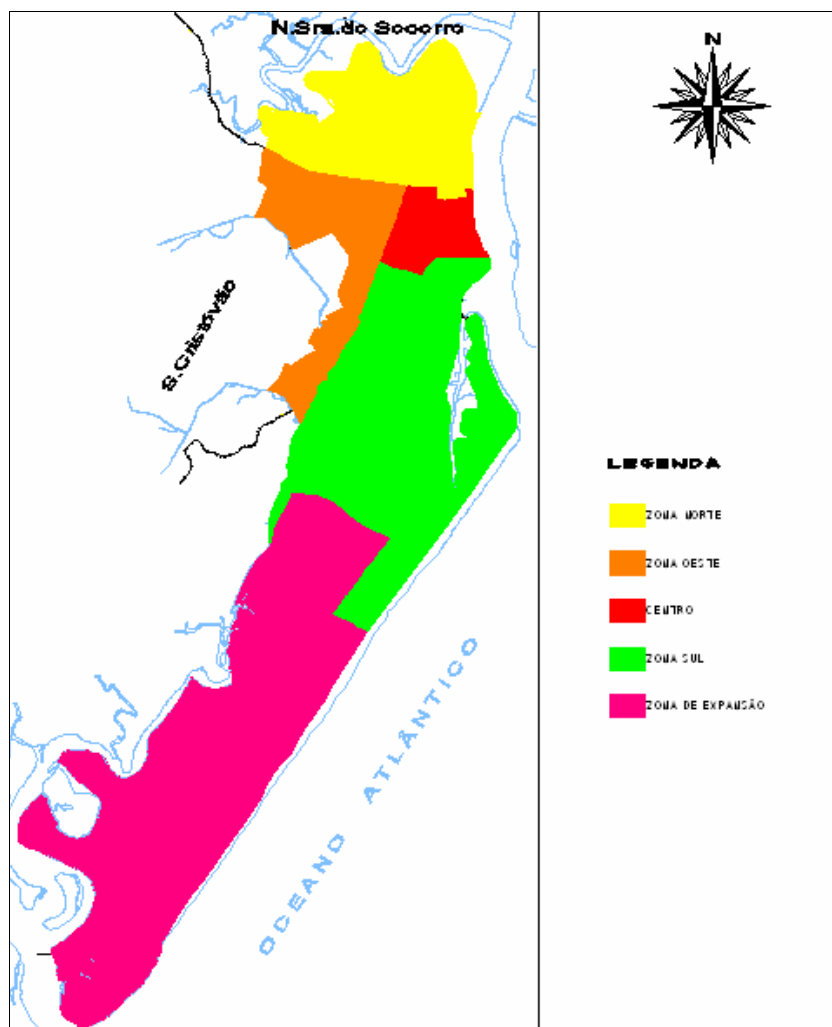 N.Sra.do Socorro
N
S.Cristóvão
LEGENDA
ZONA NORTE
ZONA OESTE
CENTRO
ZONA SUL
ZONA DE EXPANSÃO
OCEANO ATLÂNTICO